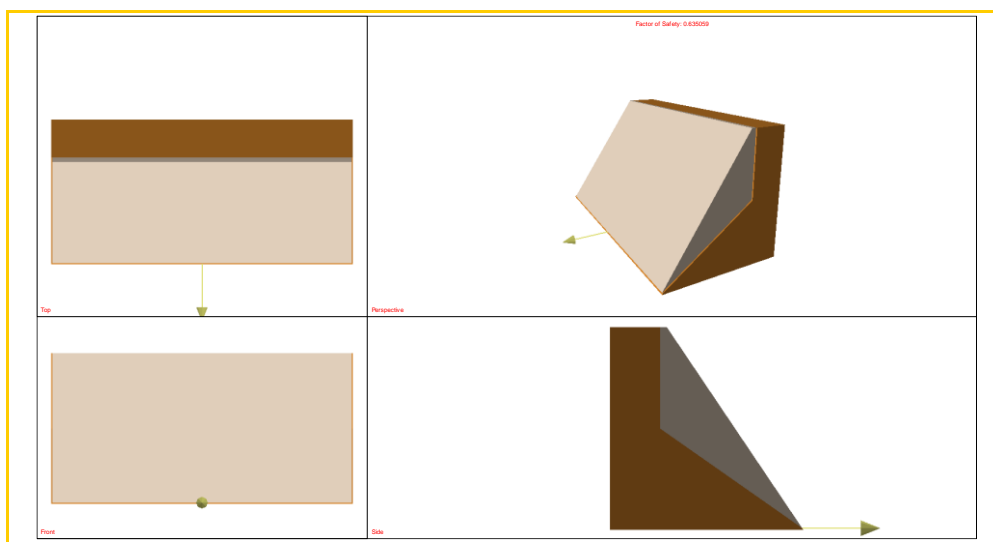 Factor of Safety: 0.635059
Top
Perspective
Front
Side